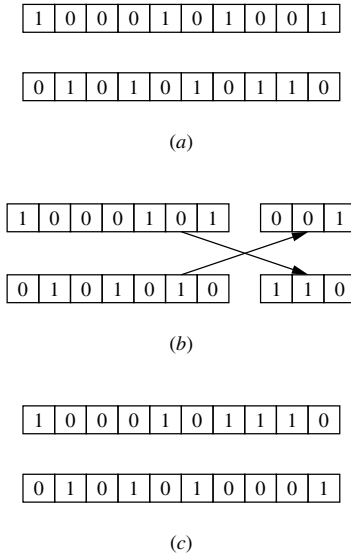 1 0 0 0 1 0 1 0 0 1
0 1 0 1 0 1 0 1 1 0
(a)
1 0 0 0 1 0 1 0 0 1
0 1 0 1 0 1 0 1 1 0
(b)
1 0 0 0 1 0 1 1 1 0
0 1 0 1 0 1 0 0 0 1
(c)